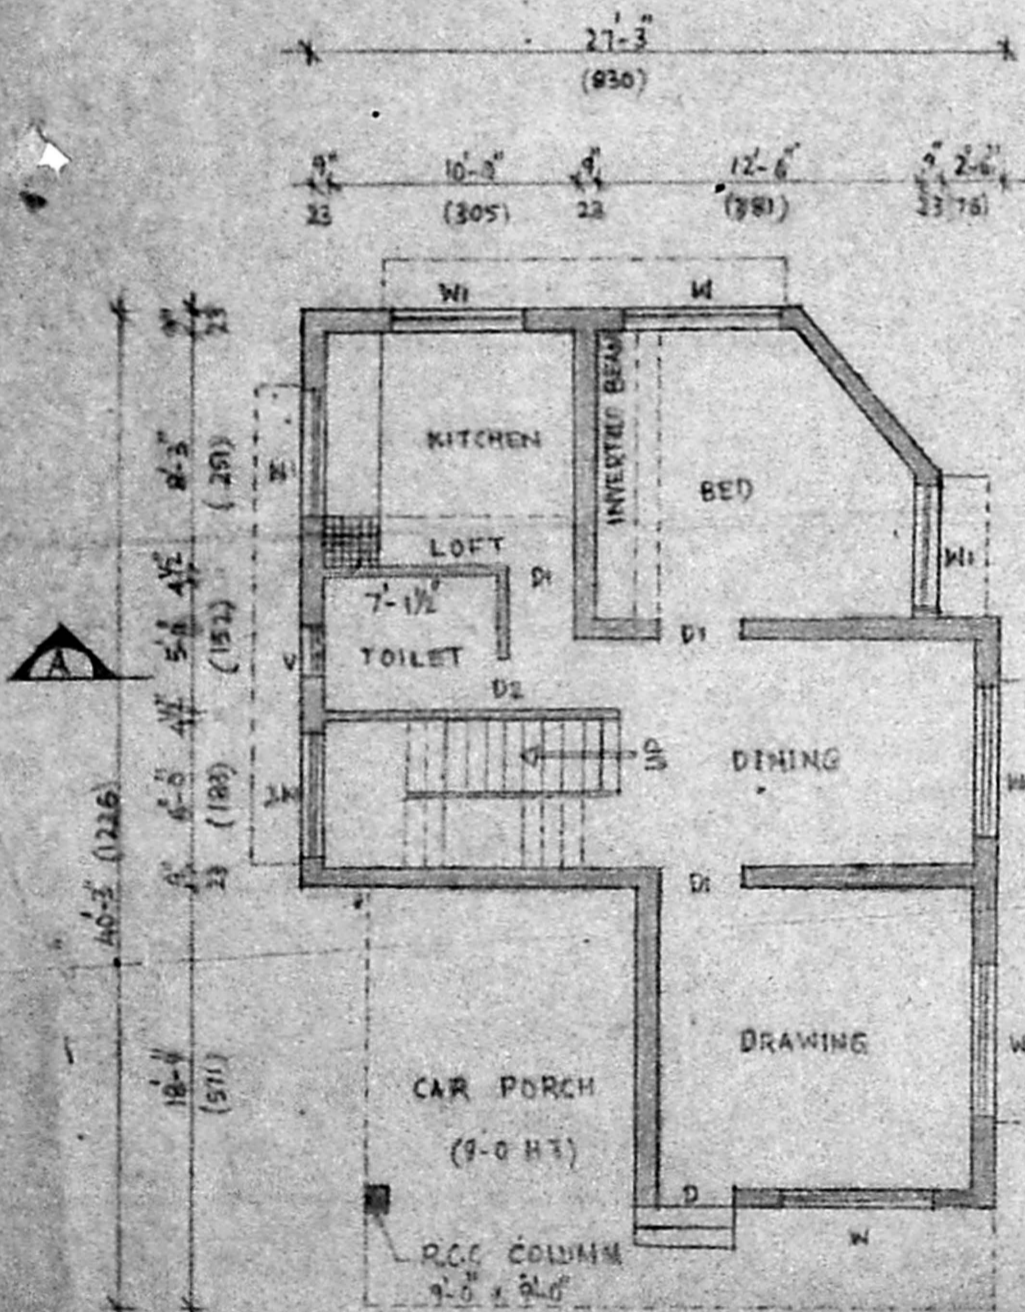 27'-3"
(830)
9" 10'-0" 9" 12'-6" 9" 2'-6"
23 (305) 23 (381) 23 (76)
W1 W
9"
23
KITCHEN
INVERTED BEAM
BED
8'-3"
(251)
W1
LOFT
D1
W1
4½"
7'-1½"
5'-0"
(152)
V
TOILET
D1
A
D2
4½"
UP
DINING
6'-0"
(183)
W
9"
23
D1
40'-3" (1226)
DRAWING
18'-9"
(571)
CAR PORCH
(9-0 HT)
W
D
W
R.C.C COLUMN